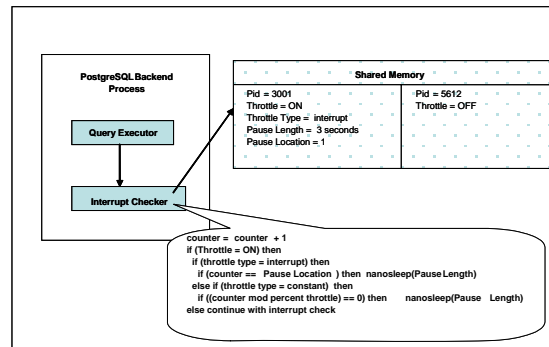 PostgreSQL Backend
Process
Query Executor
Interrupt Checker
Shared Memory
Pid = 3001
Throttle = ON
Throttle Type = interrupt
Pause Length = 3 seconds
Pause Location = 1
Pid = 5612
Throttle = OFF
counter = counter + 1
if (Throttle = ON) then
if (throttle type = interrupt) then
if (counter == Pause Location ) then nanosleep(PauseLength)
else if (throttle type = constant) then
if ((counter mod percent throttle) == 0) then nanosleep(Pause Length)
else continue with interrupt check